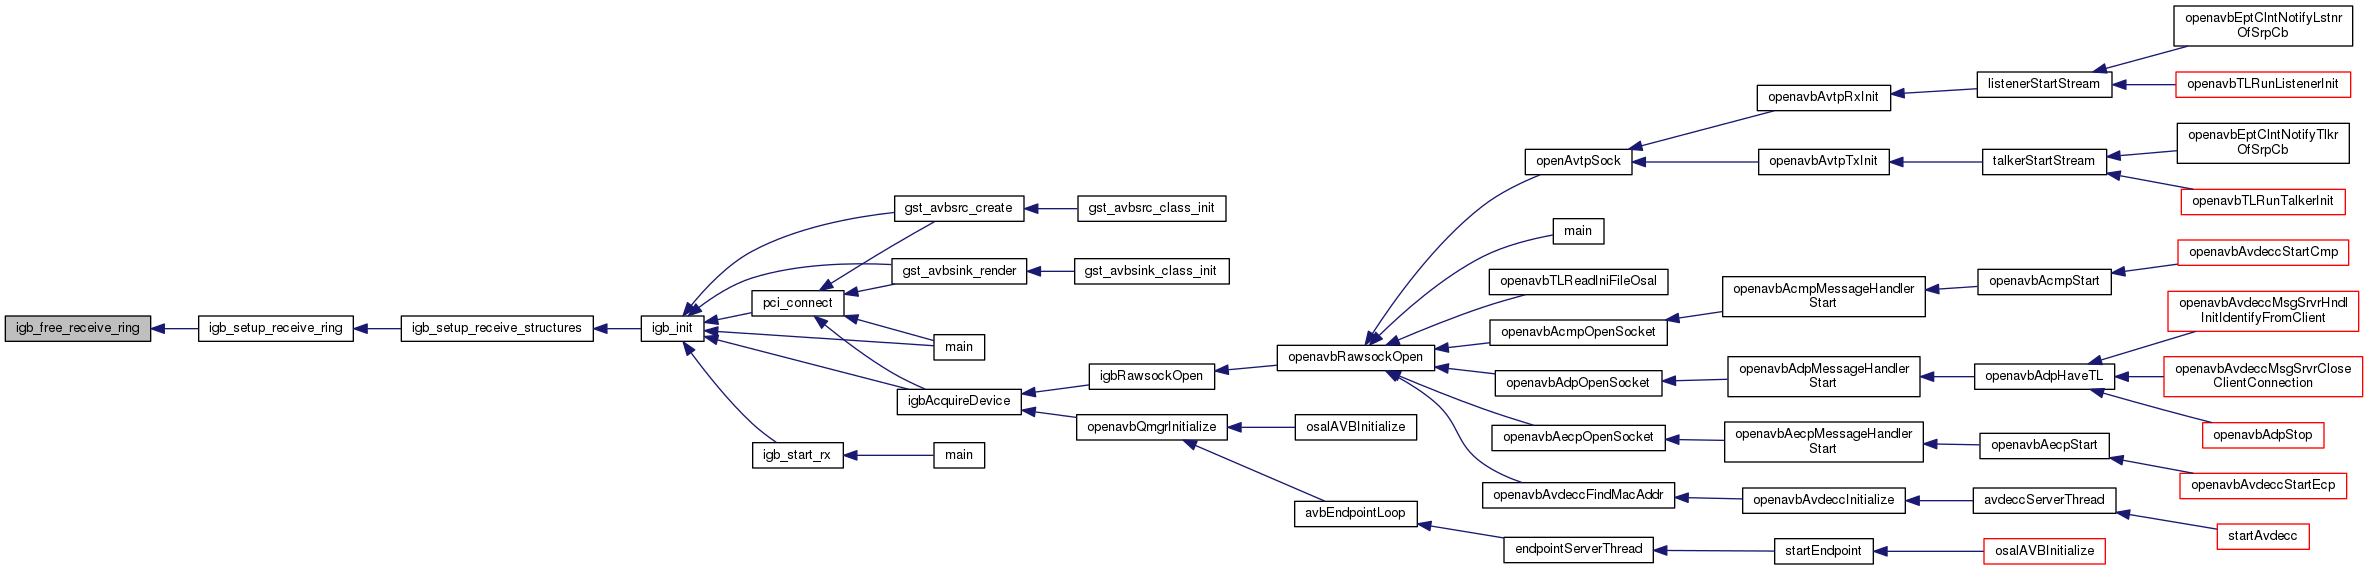 igb_free_receive_ring
igb_setup_receive_ring
igb_setup_receive_structures
igb_init
gst_avbsrc_create
gst_avbsrc_class_init
gst_avbsink_render
gst_avbsink_class_init
pci_connect
main
igbAcquireDevice
igb_start_rx
main
igbRawsockOpen
openavbQmgrInitialize
osalAVBInitialize
avbEndpointLoop
openavbRawsockOpen
openAvtpSock
main
openavbTLReadIniFileOsal
openavbAcmpOpenSocket
openavbAdpOpenSocket
openavbAecpOpenSocket
openavbAvdeccFindMacAddr
endpointServerThread
openavbAvtpRxInit
openavbAvtpTxInit
openavbAcmpMessageHandler
Start
openavbAdpMessageHandler
Start
openavbAecpMessageHandler
Start
openavbAvdeccInitialize
startEndpoint
listenerStartStream
talkerStartStream
openavbAcmpStart
openavbAdpHaveTL
openavbAecpStart
avdeccServerThread
osalAVBInitialize
openavbEptClntNotifyLstnr
OfSrpCb
openavbTLRunListenerInit
openavbEptClntNotifyTlkr
OfSrpCb
openavbTLRunTalkerInit
openavbAvdeccStartCmp
openavbAvdeccMsgSrvrHndl
InitIdentifyFromClient
openavbAvdeccMsgSrvrClose
ClientConnection
openavbAdpStop
openavbAvdeccStartEcp
startAvdecc